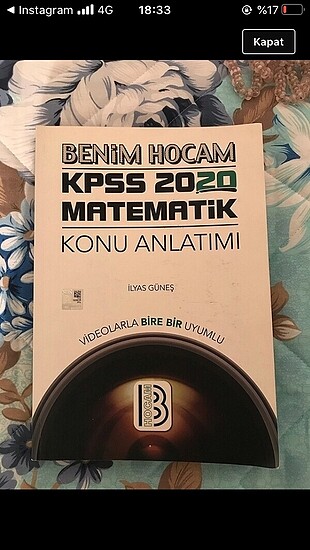 ◀ Instagram 4G 18:33 %17
Kapat
BENİM HOCAM
KPSS 2020
MATEMATİK
KONU ANLATIMI
İLYAS GÜNEŞ
VİDEOLARLA BİRE BİR UYUMLU
B
HOCAM